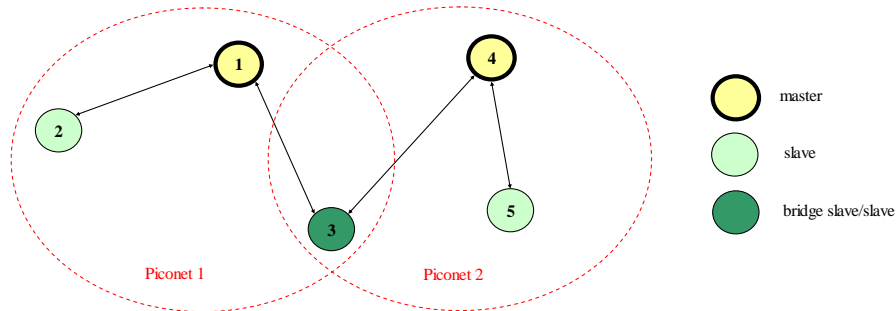 1
4
master
2
slave
3
5
bridge slave/slave
Piconet 1
Piconet 2